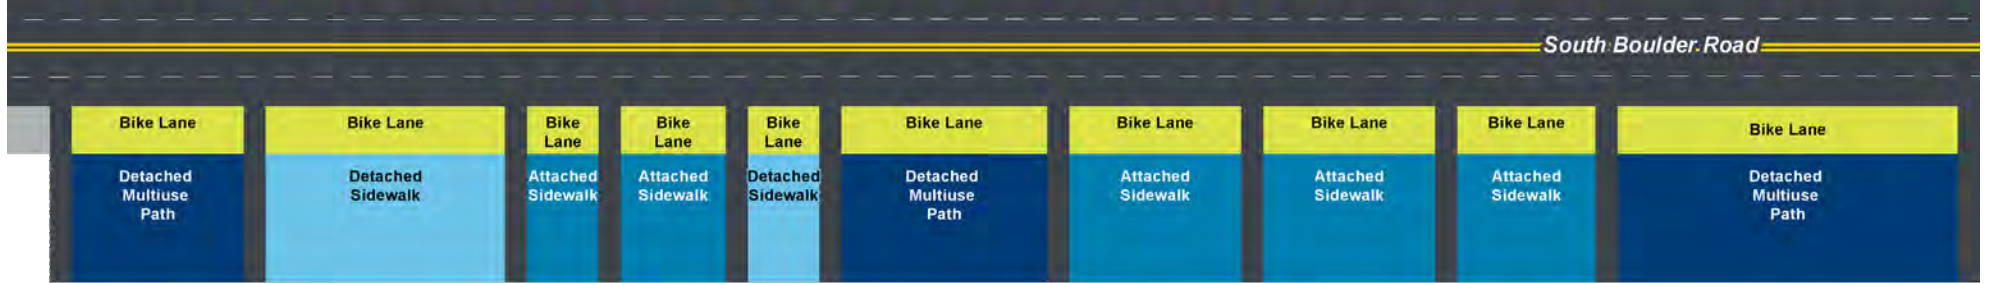 South Boulder Road
Bike Lane
Bike Lane
Bike
Lane
Bike
Lane
Bike
Lane
Bike Lane
Bike Lane
Bike Lane
Bike Lane
Bike Lane
Detached
Multiuse
Path
Detached
Sidewalk
Attached
Sidewalk
Attached
Sidewalk
Detached
Sidewalk
Detached
Multiuse
Path
Attached
Sidewalk
Attached
Sidewalk
Attached
Sidewalk
Detached
Multiuse
Path